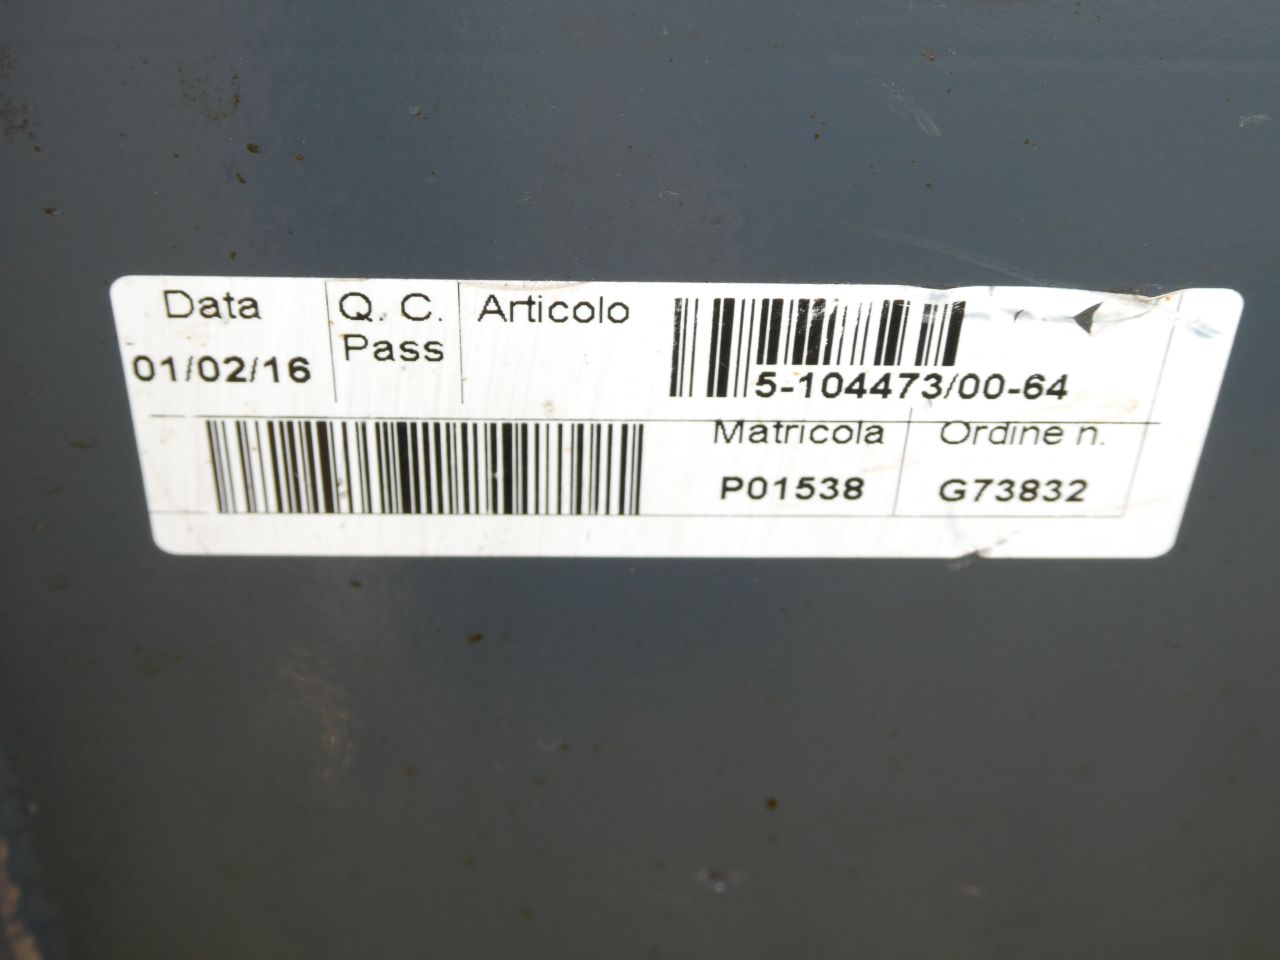 Data
01/02/16
Q. C.
Pass
Articolo
5-104473/00-64
Matricola
P01538
Ordine n.
G73832